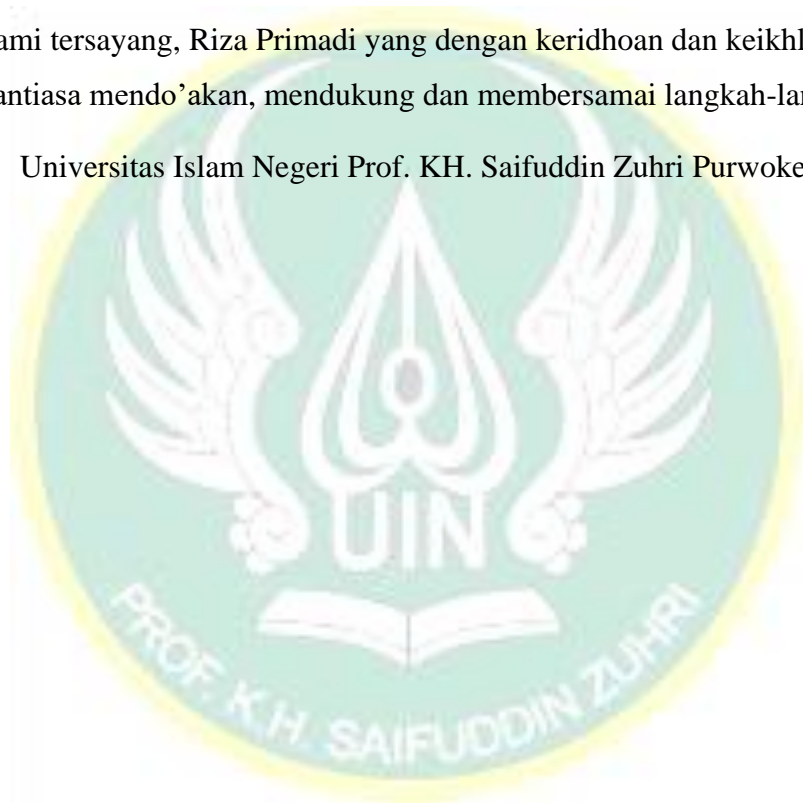 ami tersayang, Riza Primadi yang dengan keridhoan dan keikhl
antiasa mendo’akan, mendukung dan membersamai langkah-lan
Universitas Islam Negeri Prof. KH. Saifuddin Zuhri Purwoke
UIN
PROF. K.H. SAIFUDDIN ZUHRI